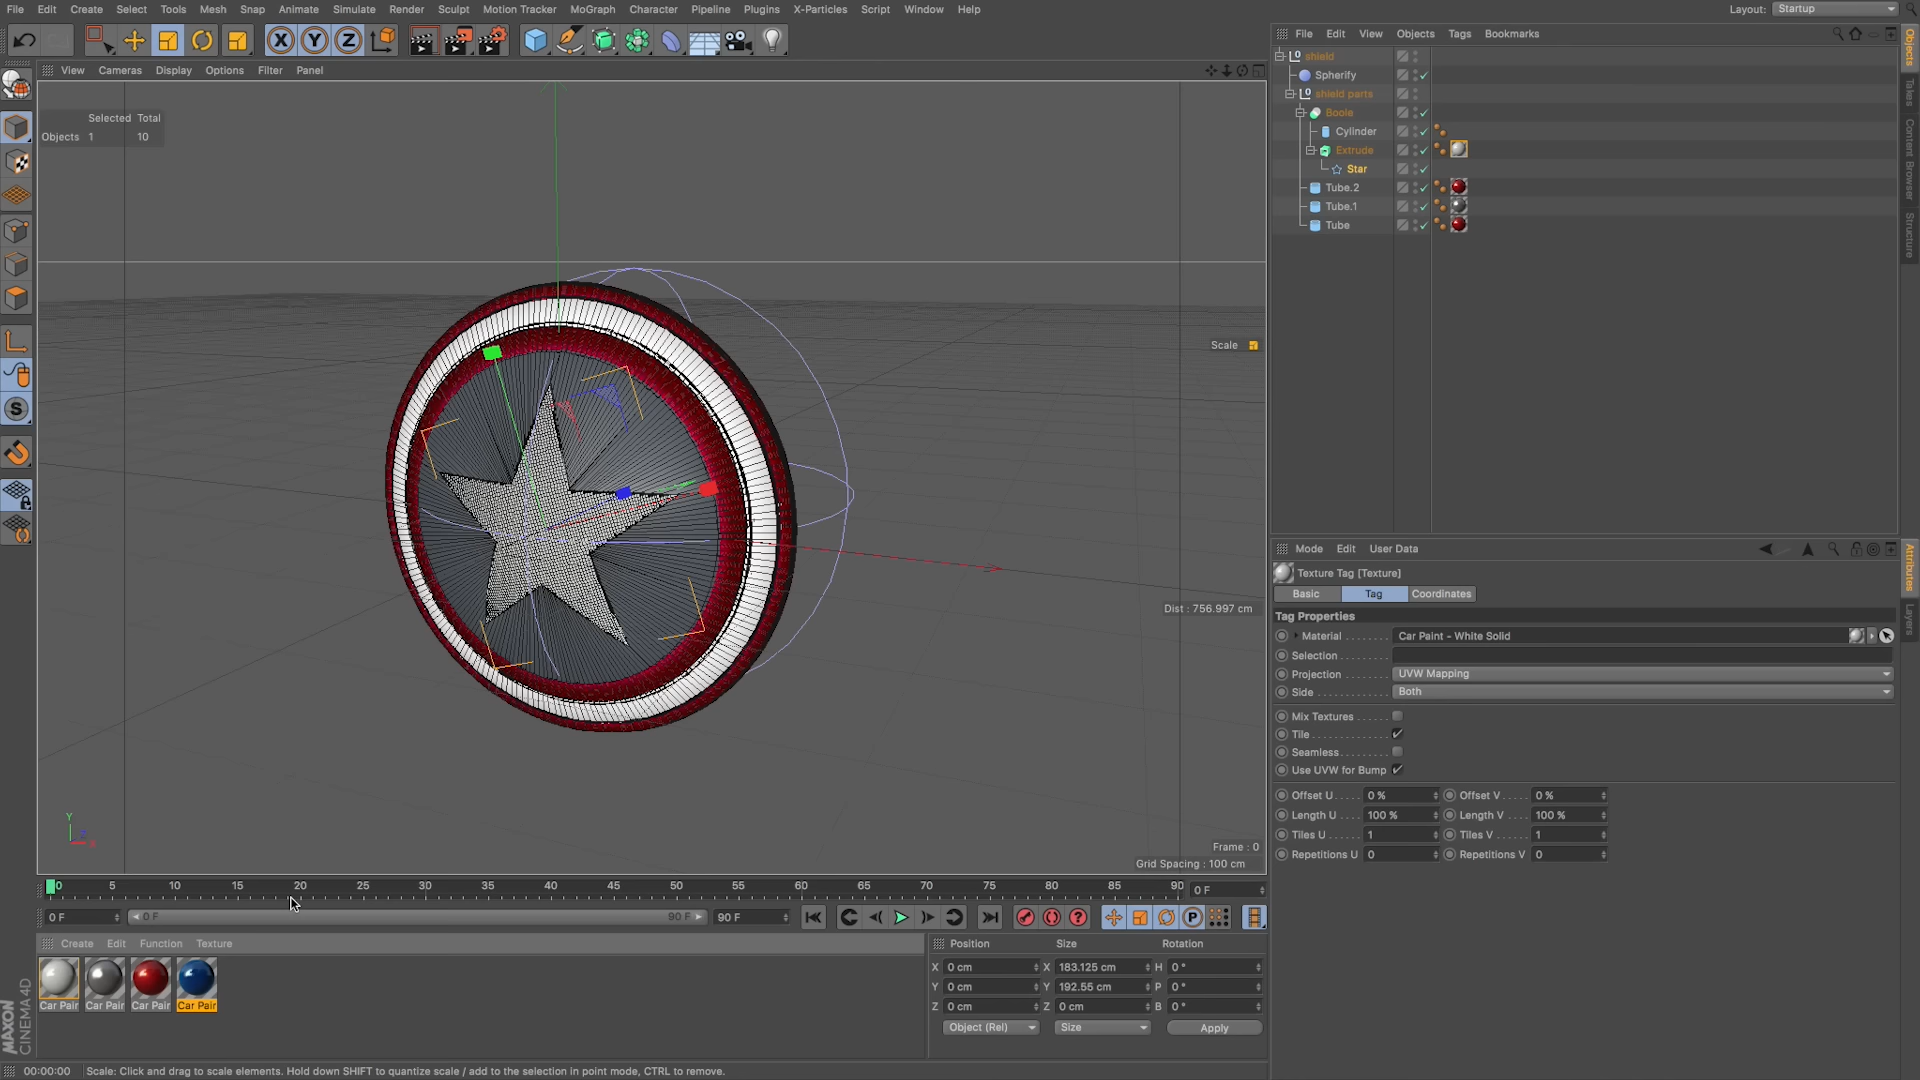 File Edit Create Select Tools Mesh Snap Animate Simulate Render Sculpt Motion Tracker MoGraph Character Pipeline Plugins X-Particles Script Window Help
Layout: Startup
X Y Z
View Cameras Display Options Filter Panel
Selected Total
Objects 1 10
Scale
Dist : 756.997 cm
Y
Z
X
Frame : 0
Grid Spacing : 100 cm
File Edit View Objects Tags Bookmarks
shield
Spherify
shield parts
Boole
Cylinder
Extrude
Star
Tube.2
Tube.1
Tube
Objects
Takes
Content Browser
Structure
Mode Edit User Data
Texture Tag [Texture]
Basic Tag Coordinates
Tag Properties
Material Car Paint - White Solid
Selection
Projection UVW Mapping
Side Both
Mix Textures
Tile
Seamless
Use UVW for Bump
Offset U 0 % Offset V 0 %
Length U 100 % Length V 100 %
Tiles U 1 Tiles V 1
Repetitions U 0 Repetitions V 0
Attributes
Layers
0 5 10 15 20 25 30 35 40 45 50 55 60 65 70 75 80 85 90 0 F
0 F 0 F 90 F 90 F
Create Edit Function Texture
Car Pair Car Pair Car Pair Car Pair
Position Size Rotation
X 0 cm X 183.125 cm H 0 °
Y 0 cm Y 192.55 cm P 0 °
Z 0 cm Z 0 cm B 0 °
Object (Rel) Size Apply
MAXON
CINEMA 4D
00:00:00 Scale: Click and drag to scale elements. Hold down SHIFT to quantize scale / add to the selection in point mode, CTRL to remove.